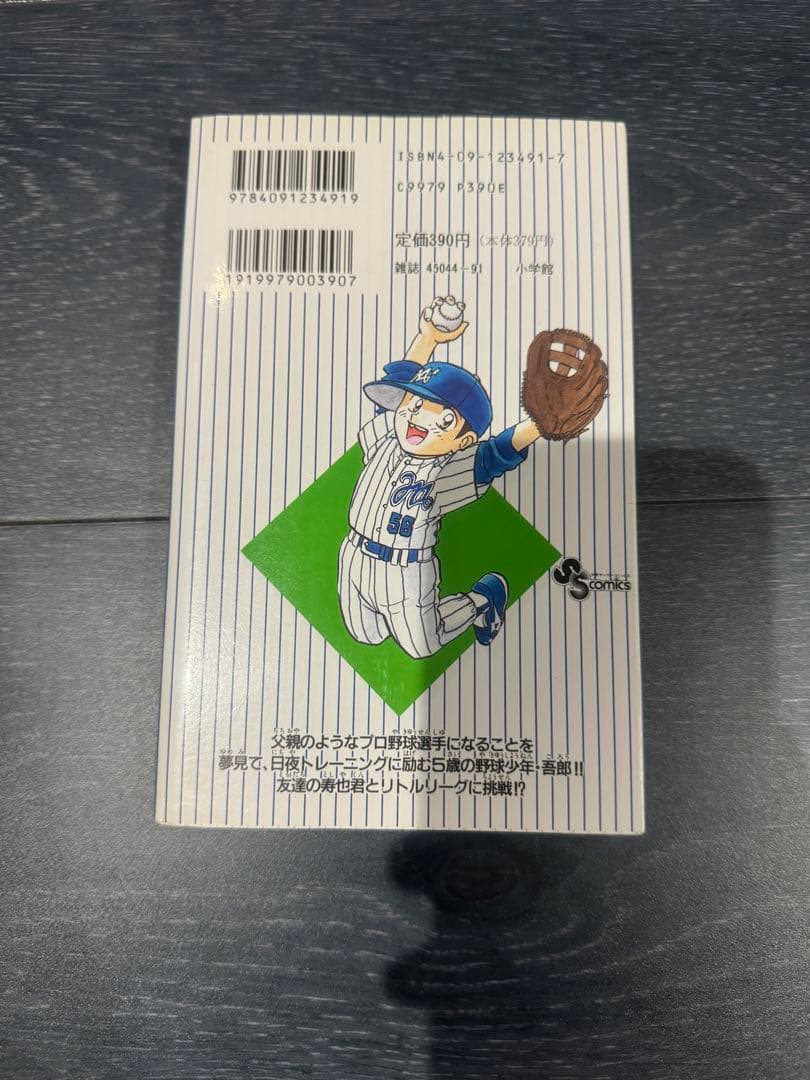 ISBN4-09-123491-7
C9979 P390E
9784091234919
定価390円(本体379円)
1919979003907
雑誌 45044-91 小学館
M
56
SS comics
父親のようなプロ野球選手になることを
夢見て、日夜トレーニングに励む5歳の野球少年・吾郎!!
友達の寿也君とリトルリーグに挑戦!?